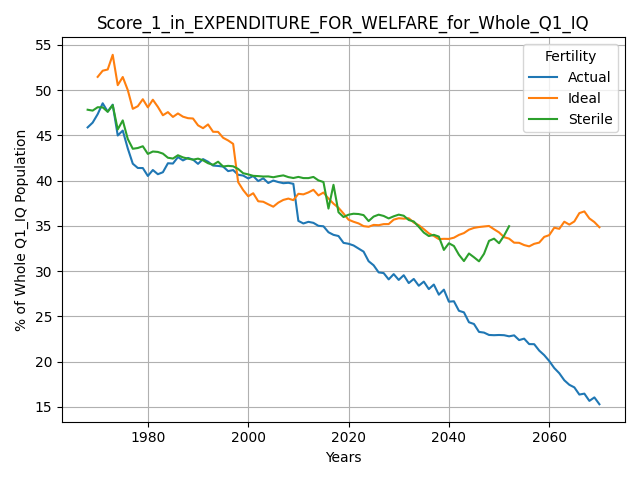 Score_1_in_EXPENDITURE_FOR_WELFARE_for_Whole_Q1_IQ
Fertility
Actual
Ideal
Sterile
% of Whole Q1_IQ Population
55
50
45
40
35
30
25
20
15
1980 2000 2020 2040 2060
Years